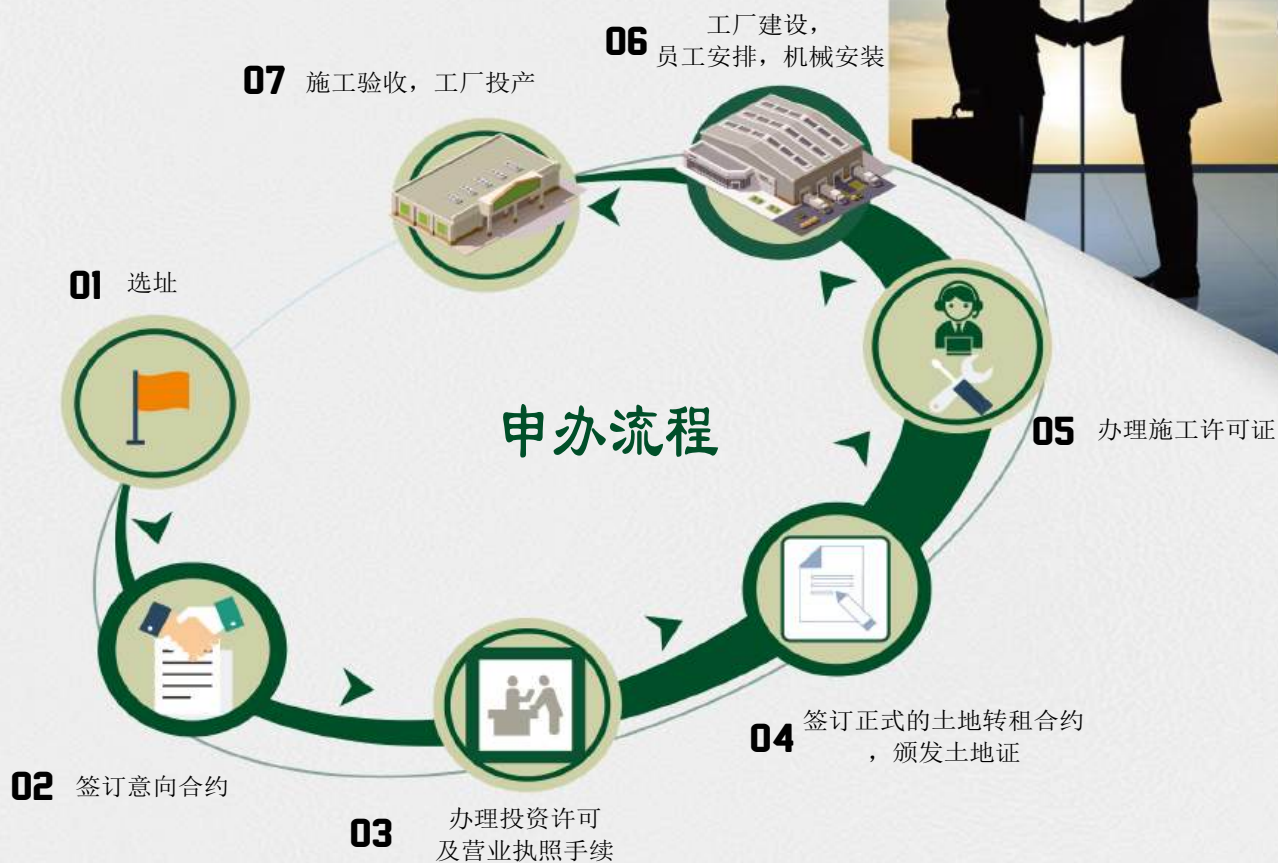 申办流程
01 选址
02 签订意向合约
03 办理投资许可
及营业执照手续
04 签订正式的土地转租合约
，颁发土地证
05 办理施工许可证
06 工厂建设，
员工安排，机械安装
07 施工验收，工厂投产